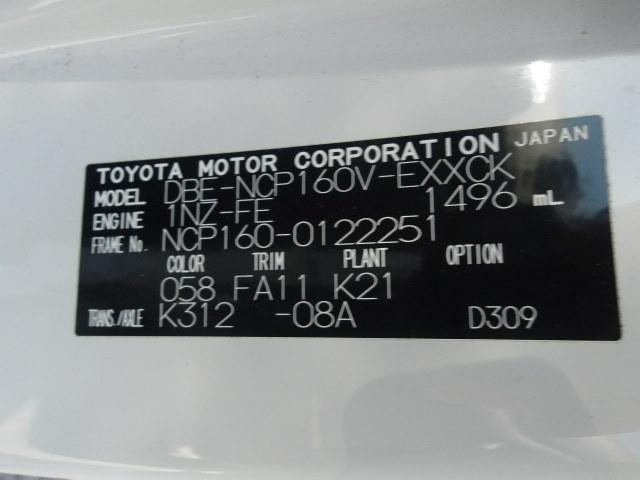 TOYOTA MOTOR CORPORATION JAPAN
MODEL DBE-NCP160V-EXXCK
ENGINE 1NZ-FE 1496 mL
FRAME No. NCP160-0122251
COLOR TRIM PLANT OPTION
058 FA11 K21
TRANS./AXLE K312 -08A D309